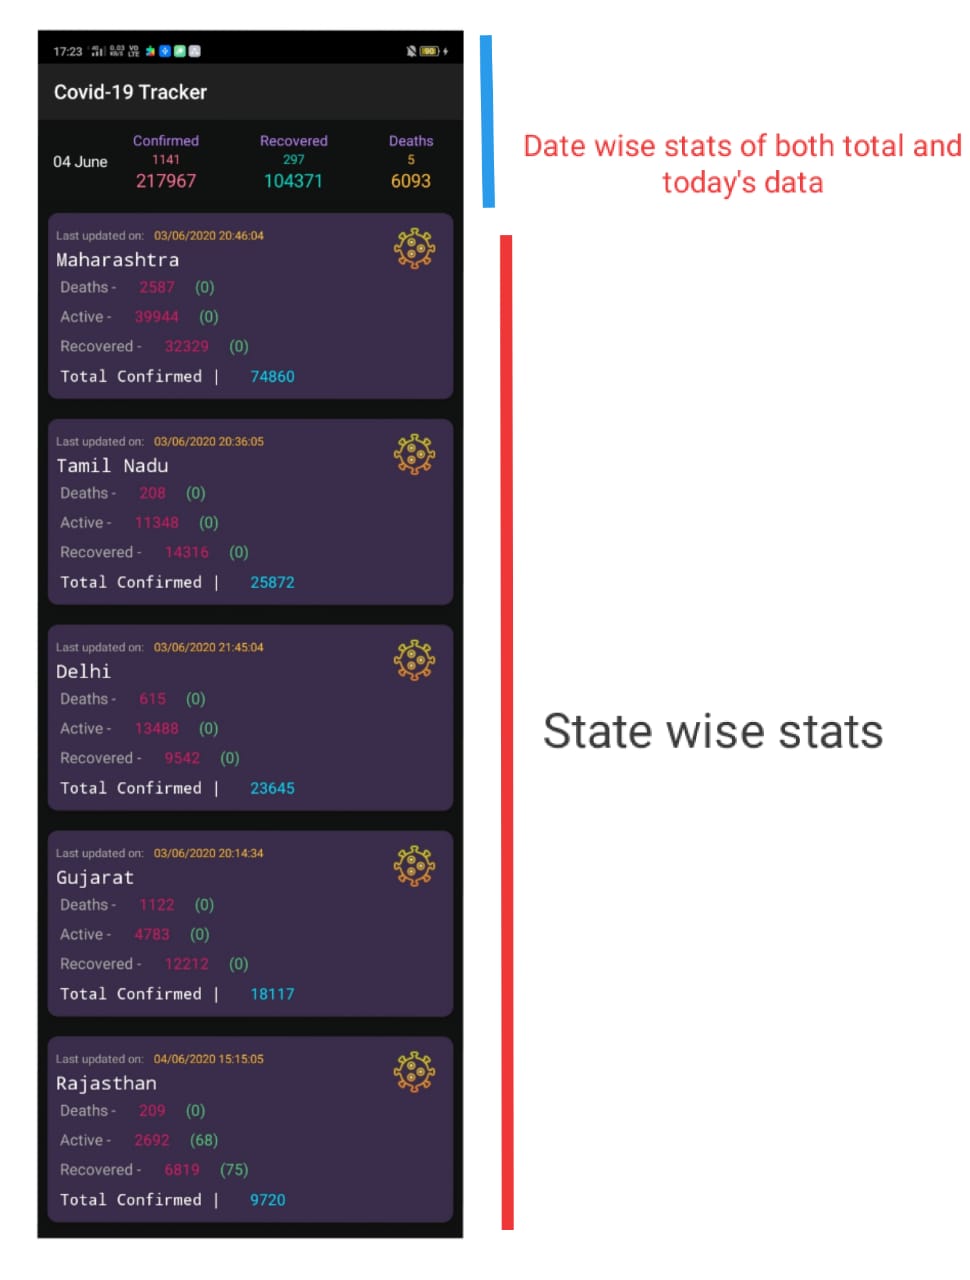 17:23 4G 0.03 KB/S VO LTE 90
Covid-19 Tracker
Confirmed Recovered Deaths
04 June 1141 297 5
217967 104371 6093
Date wise stats of both total and
today's data
Last updated on: 03/06/2020 20:46:04
Maharashtra
Deaths - 2587 (0)
Active - 39944 (0)
Recovered - 32329 (0)
Total Confirmed | 74860
Last updated on: 03/06/2020 20:36:05
Tamil Nadu
Deaths - 208 (0)
Active - 11348 (0)
Recovered - 14316 (0)
Total Confirmed | 25872
Last updated on: 03/06/2020 21:45:04
Delhi
Deaths - 615 (0)
Active - 13488 (0)
Recovered - 9542 (0)
Total Confirmed | 23645
State wise stats
Last updated on: 03/06/2020 20:14:34
Gujarat
Deaths - 1122 (0)
Active - 4783 (0)
Recovered - 12212 (0)
Total Confirmed | 18117
Last updated on: 04/06/2020 15:15:05
Rajasthan
Deaths - 209 (0)
Active - 2692 (68)
Recovered - 6819 (75)
Total Confirmed | 9720